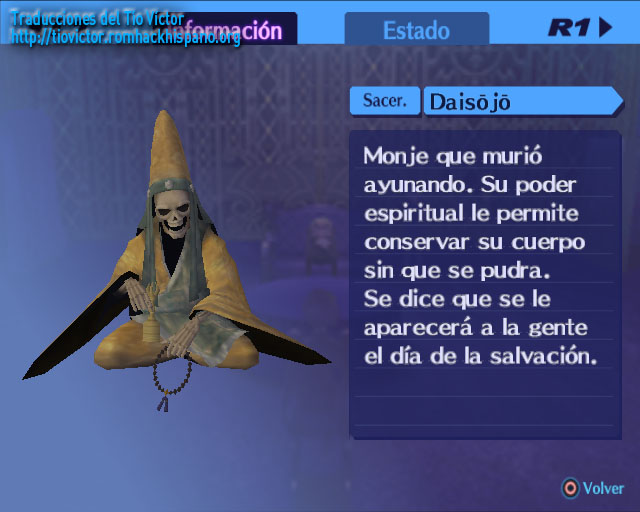 Traducciones del Tío Víctor
http://tiovictor.romhackhispano.org
Información
Estado
R1
Sacer.
Daisōjō
Monje que murió
ayunando. Su poder
espiritual le permite
conservar su cuerpo
sin que se pudra.
Se dice que se le
aparecerá a la gente
el día de la salvación.
Volver